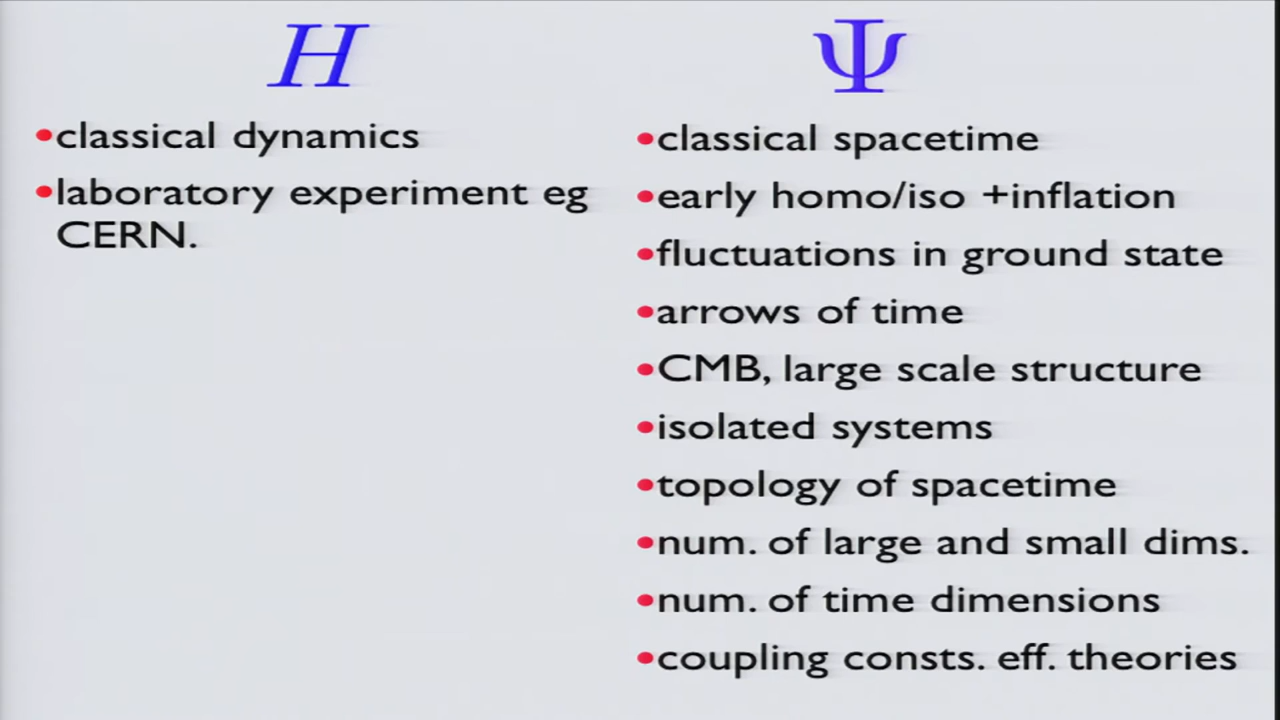 H
•classical dynamics
•laboratory experiment eg
CERN.
Ψ
•classical spacetime
•early homo/iso +inflation
•fluctuations in ground state
•arrows of time
•CMB, large scale structure
•isolated systems
•topology of spacetime
•num. of large and small dims.
•num. of time dimensions
•coupling consts. eff. theories